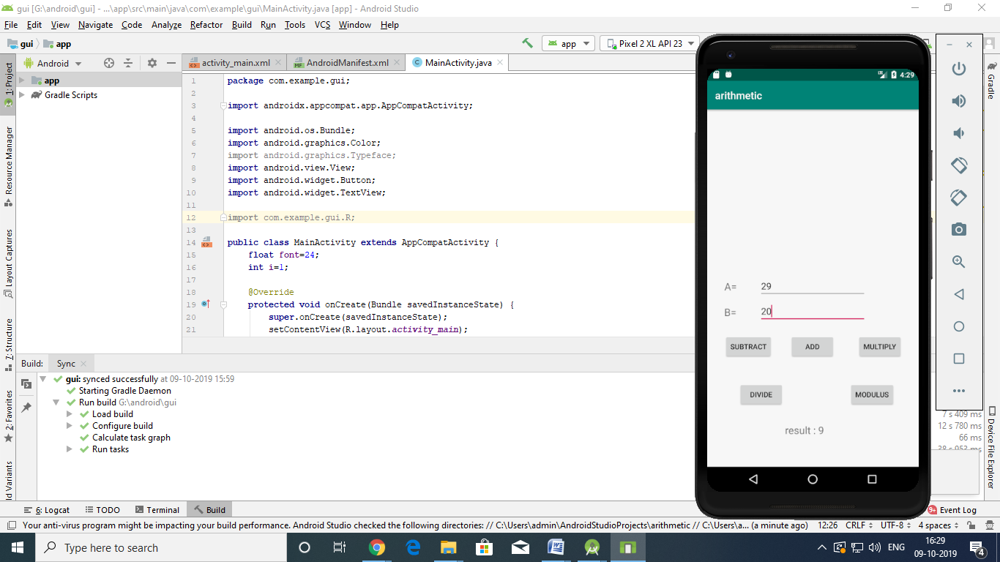 gui [G:\android\gui] - ...\app\src\main\java\com\example\gui\MainActivity.java [app] - Android Studio
File Edit View Navigate Code Analyze Refactor Build Run Tools VCS Window Help
gui app
app
Pixel 2 XL API 23
1: Project
Resource Manager
Layout Captures
7: Structure
2: Favorites
ld Variants
Android
app
Gradle Scripts
activity_main.xml
AndroidManifest.xml
MainActivity.java
1 package com.example.gui;
2
3 import androidx.appcompat.app.AppCompatActivity;
4
5 import android.os.Bundle;
6 import android.graphics.Color;
7 import android.graphics.Typeface;
8 import android.view.View;
9 import android.widget.Button;
10 import android.widget.TextView;
11
12 import com.example.gui.R;
13
14 public class MainActivity extends AppCompatActivity {
15 float font=24;
16 int i=1;
17
18 @Override
19 protected void onCreate(Bundle savedInstanceState) {
20 super.onCreate(savedInstanceState);
21 setContentView(R.layout.activity_main);
Build: Sync
gui: synced successfully at 09-10-2019 15:59
Starting Gradle Daemon
Run build G:\android\gui
Load build
Configure build
Calculate task graph
Run tasks
7 s 409 ms
12 s 780 ms
66 ms
38 s 953 ms
4:29
arithmetic
A= 29
B= 20
SUBTRACT ADD MULTIPLY
DIVIDE MODULUS
result : 9
Gradle
Device File Explorer
6: Logcat TODO Terminal Build
9+ Event Log
Your anti-virus program might be impacting your build performance. Android Studio checked the following directories: // C:\Users\admin\AndroidStudioProjects\arithmetic // C:\Users\a... (a minute ago) 12:26 CRLF UTF-8 4 spaces
Type here to search
ENG
16:29
09-10-2019
4